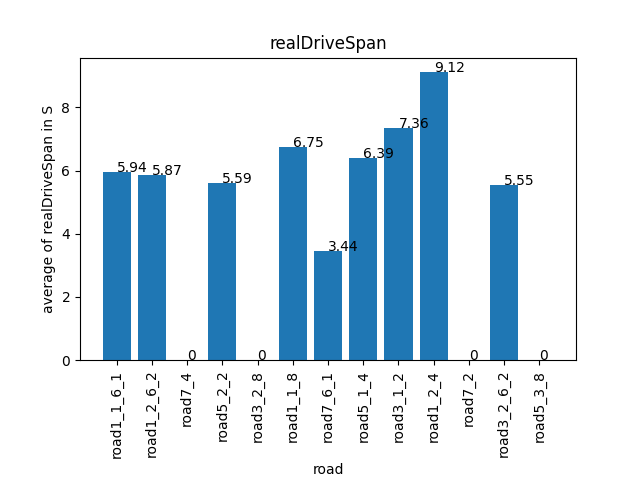 realDriveSpan
average of realDriveSpan in S
8
6
4
2
0
5.94
5.87
0
5.59
0
6.75
3.44
6.39
7.36
9.12
0
5.55
0
road1_1_6_1
road1_2_6_2
road7_4
road5_2_2
road3_2_8
road1_1_8
road7_6_1
road5_1_4
road3_1_2
road1_2_4
road7_2
road3_2_6_2
road5_3_8
road